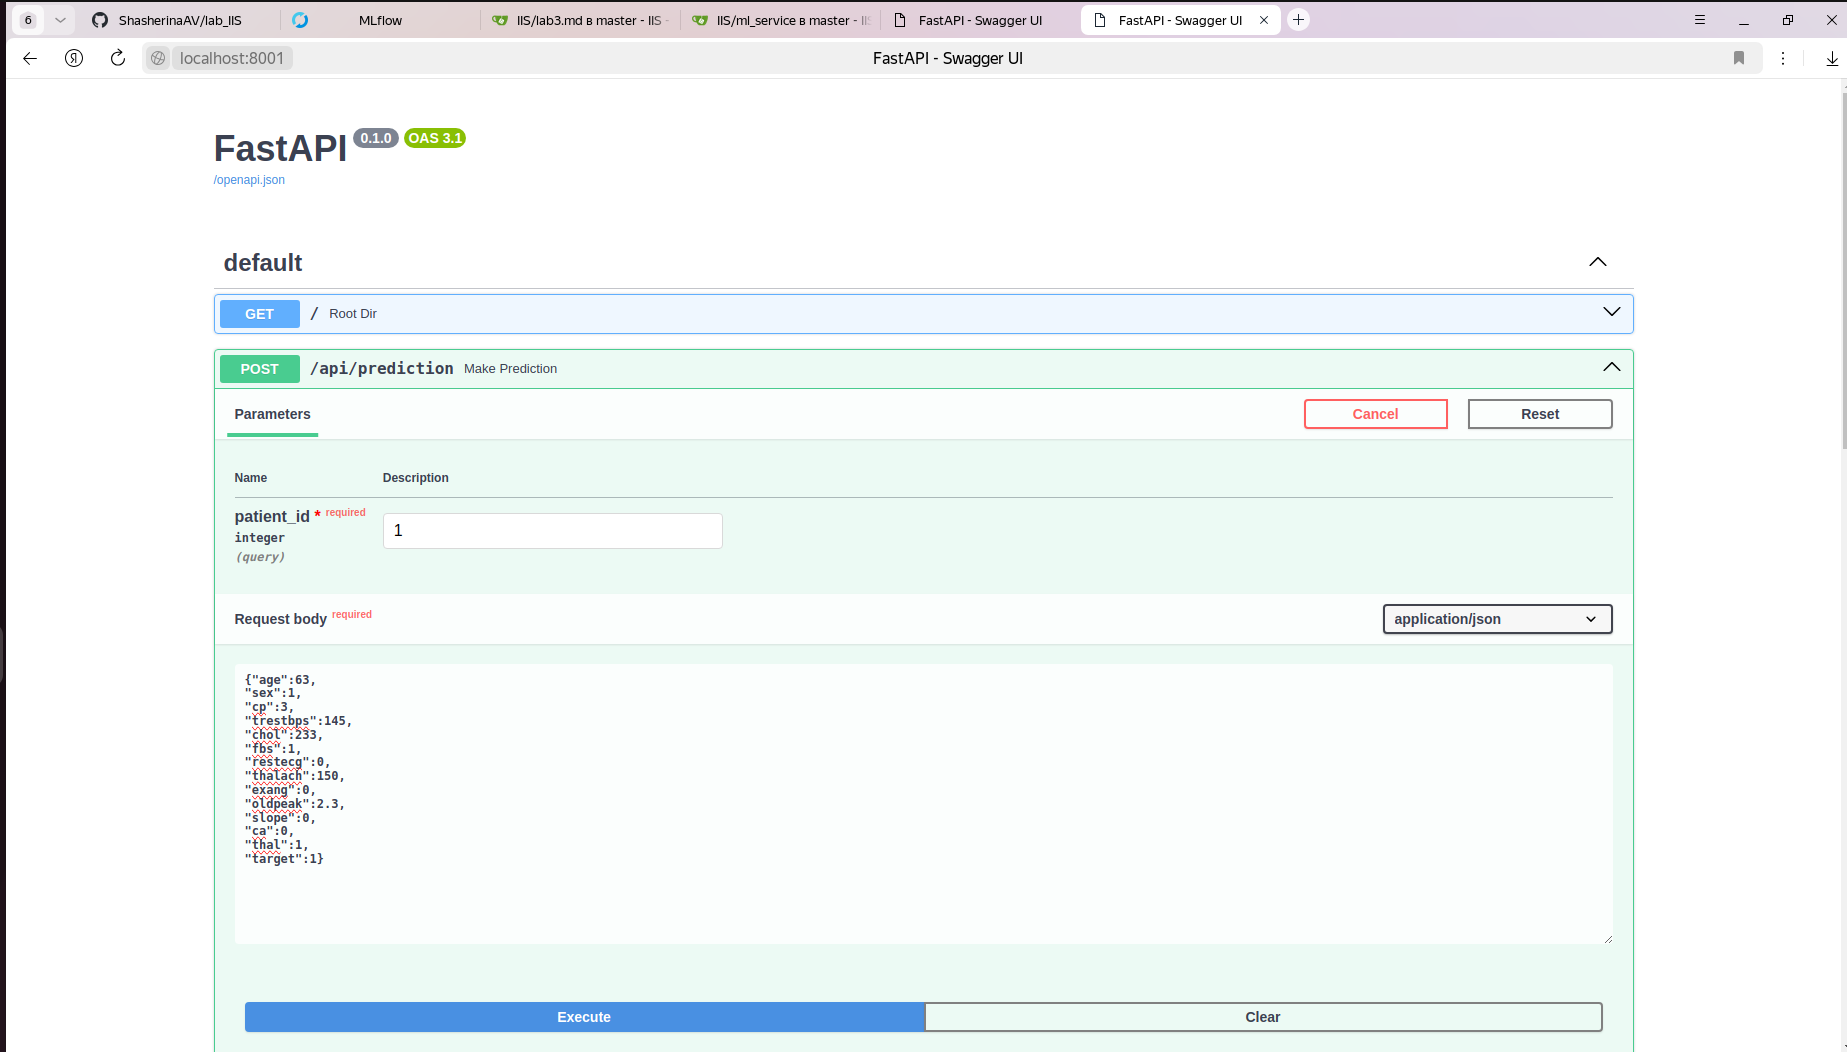 6
ShasherinaAV/lab_IIS
MLflow
IIS/lab3.md в master - IIS -
IIS/ml_service в master - IIS
FastAPI - Swagger UI
FastAPI - Swagger UI
localhost:8001
FastAPI - Swagger UI
FastAPI 0.1.0 OAS 3.1
/openapi.json
default
GET / Root Dir
POST /api/prediction Make Prediction
Parameters
Cancel
Reset
Name Description
patient_id * required
integer
(query)
1
Request body required
application/json
{"age":63,
"sex":1,
"cp":3,
"trestbps":145,
"chol":233,
"fbs":1,
"restecg":0,
"thalach":150,
"exang":0,
"oldpeak":2.3,
"slope":0,
"ca":0,
"thal":1,
"target":1}
Execute
Clear